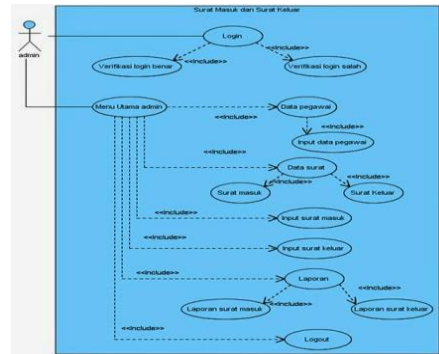 Surat Masuk dan Surat Keluar
Login
admin
<<Include>>
<<Include>>
Verifikasi login benar
Verifikasi login salah
Menu Utama admin
Data pegawai
<<Include>>
<<Include>>
Input data pegawai
<<Include>>
Data surat
<<Include>>
<<Include>>
Surat masuk
Surat Keluar
<<Include>>
Input surat masuk
<<Include>>
Input surat keluar
<<Include>>
Laporan
<<Include>>
<<Include>>
Laporan surat masuk
Laporan surat keluar
<<Include>>
Logout